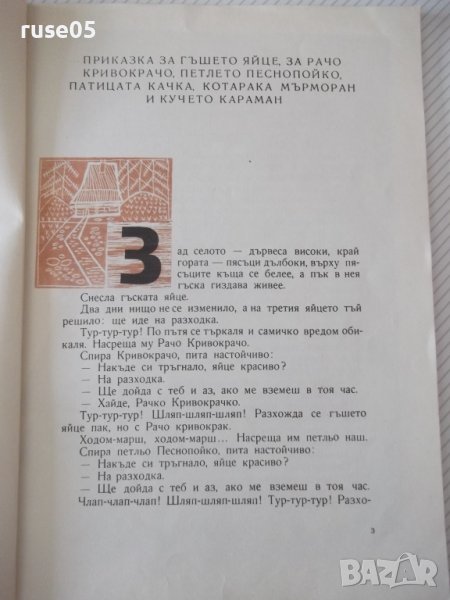 ruse05
ПРИКАЗКА ЗА ГЪШЕТО ЯЙЦЕ, ЗА РАЧО
КРИВОКРАЧО, ПЕТЛЕТО ПЕСНОПОЙКО,
ПАТИЦАТА КАЧКА, КОТАРАКА МЪРМОРАН
И КУЧЕТО КАРАМАН
Зад селото — дървеса високи, край
гората — пясъци дълбоки, върху пя-
съците къща се белее, а пък в нея
гъска гиздава живее.
Снесла гъската яйце.
Два дни нищо не се изменило, а на третия яйцето тъй
решило: ще иде на разходка.
Тур-тур-тур! По пътя се търкаля и самичко вредом оби-
каля. Насреща му Рачо Кривокрачо.
Спира Кривокрачо, пита настойчиво:
— Накъде си тръгнало, яйце красиво?
— На разходка.
— Ще дойда с теб и аз, ако ме вземеш в тоя час.
— Хайде, Рачко Кривокрачко.
Тур-тур-тур! Шляп-шляп-шляп! Разхожда се гъшето
яйце пак, но с Рачо кривокрак.
Ходом-марш, ходом-марш... Насреща им петльо наш.
Спира петльо Песнопойко, пита настойчиво:
— Накъде си тръгнало, яйце красиво?
— На разходка.
— Ще дойда с теб и аз, ако ме вземеш в тоя час.
Члап-члап-члап! Шляп-шляп-шляп! Тур-тур-тур! Разхо-
3
BAZAR